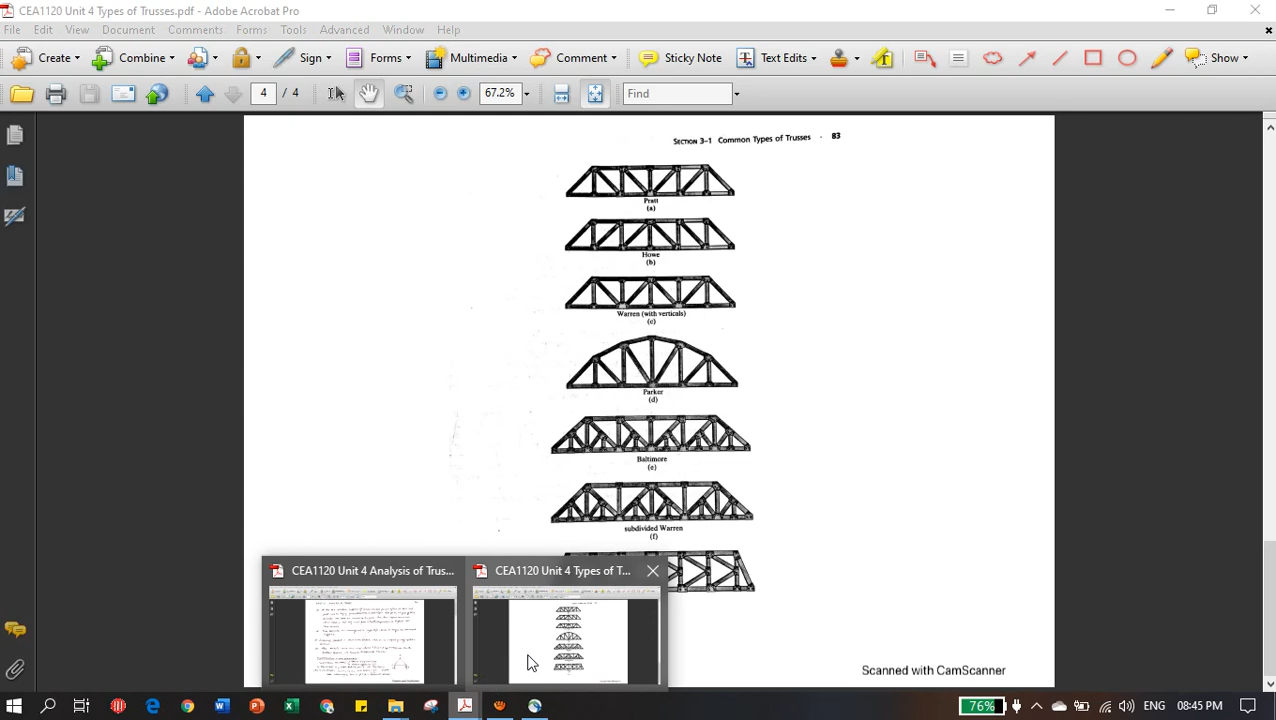 CEA1120 Unit 4 Types of Trusses.pdf - Adobe Acrobat Pro
File Edit View Document Comments Forms Tools Advanced Window Help
Create Combine Sign Forms Multimedia Comment Sticky Note Text Edits Show
4 / 4 67.2% Find
SECTION 3–1 Common Types of Trusses · 83
Pratt
(a)
Howe
(b)
Warren (with verticals)
(c)
Parker
(d)
Baltimore
(e)
subdivided Warren
(f)
CEA1120 Unit 4 Analysis of Trus...
CEA1120 Unit 4 Types of T...
Scanned with CamScanner
76% 08:45 PM